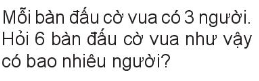 Mỗi bàn đấu cờ vua có 3 người.
Hỏi 6 bàn đấu cờ vua như vậy
có bao nhiêu người?